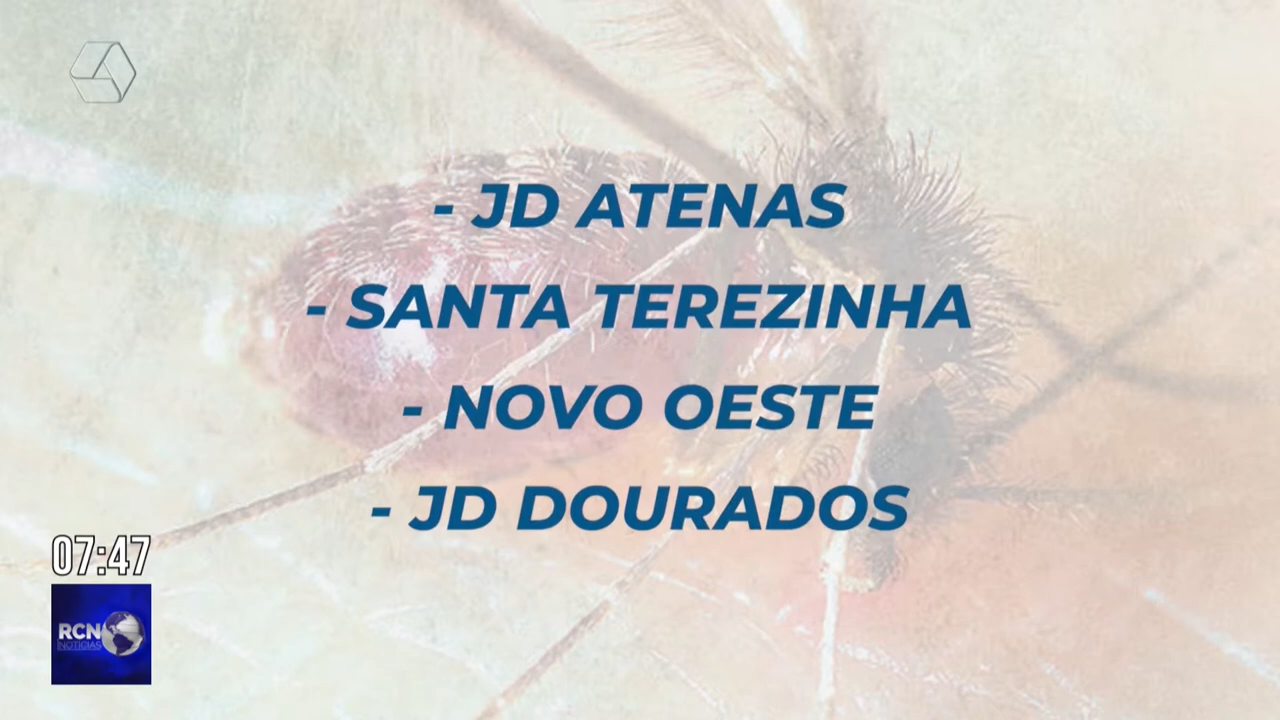 - JD ATENAS
- SANTA TEREZINHA
- NOVO OESTE
- JD DOURADOS
07:47
RCN
NOTÍCIAS